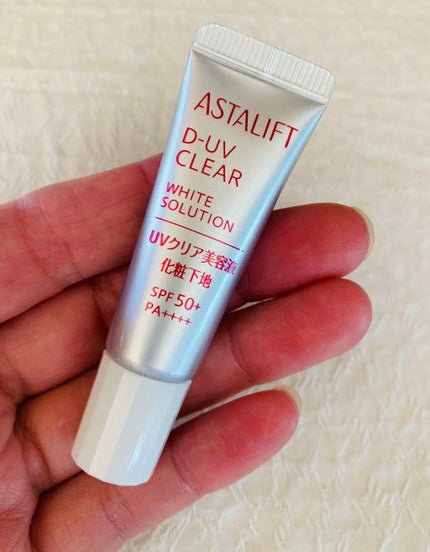 ASTALIFT
D-UV
CLEAR
WHITE
SOLUTION
UVクリア美容液
化粧下地
SPF 50+
PA++++